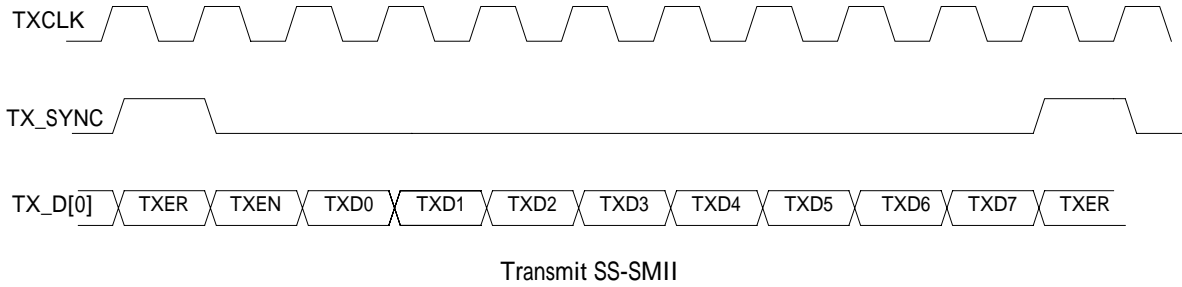 TXCLK
TX_SYNC
TX_D[0] TXER TXEN TXD0 TXD1 TXD2 TXD3 TXD4 TXD5 TXD6 TXD7 TXER
Transmit SS-SMII